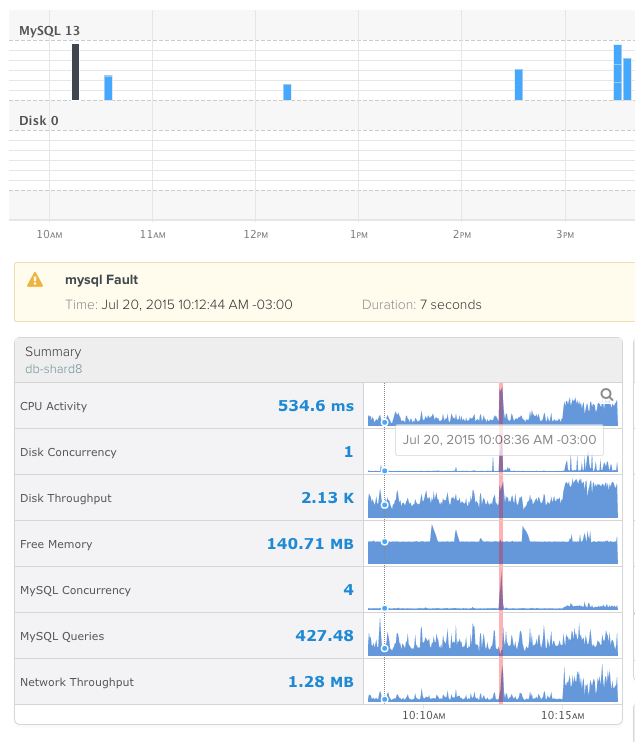 MySQL 13
Disk 0
10AM 11AM 12PM 1PM 2PM 3PM
mysql Fault
Time: Jul 20, 2015 10:12:44 AM -03:00 Duration: 7 seconds
Summary
db-shard8
CPU Activity 534.6 ms
Jul 20, 2015 10:08:36 AM -03:00
Disk Concurrency 1
Disk Throughput 2.13 K
Free Memory 140.71 MB
MySQL Concurrency 4
MySQL Queries 427.48
Network Throughput 1.28 MB
10:10AM 10:15AM